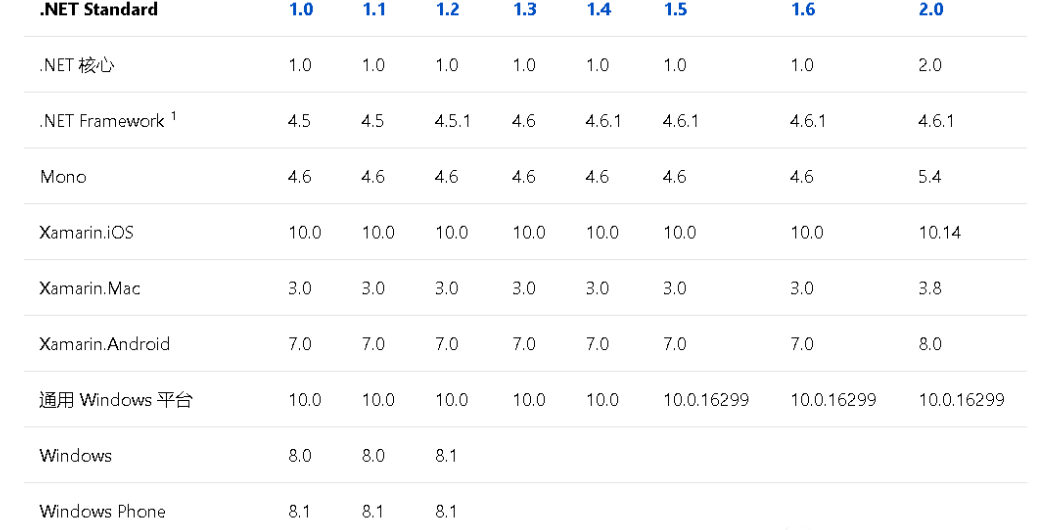 .NET Standard 1.0 1.1 1.2 1.3 1.4 1.5 1.6 2.0
.NET 核心 1.0 1.0 1.0 1.0 1.0 1.0 1.0 2.0
.NET Framework 1 4.5 4.5 4.5.1 4.6 4.6.1 4.6.1 4.6.1 4.6.1
Mono 4.6 4.6 4.6 4.6 4.6 4.6 4.6 5.4
Xamarin.iOS 10.0 10.0 10.0 10.0 10.0 10.0 10.0 10.14
Xamarin.Mac 3.0 3.0 3.0 3.0 3.0 3.0 3.0 3.8
Xamarin.Android 7.0 7.0 7.0 7.0 7.0 7.0 7.0 8.0
通用 Windows 平台 10.0 10.0 10.0 10.0 10.0 10.0.16299 10.0.16299 10.0.16299
Windows 8.0 8.0 8.1
Windows Phone 8.1 8.1 8.1